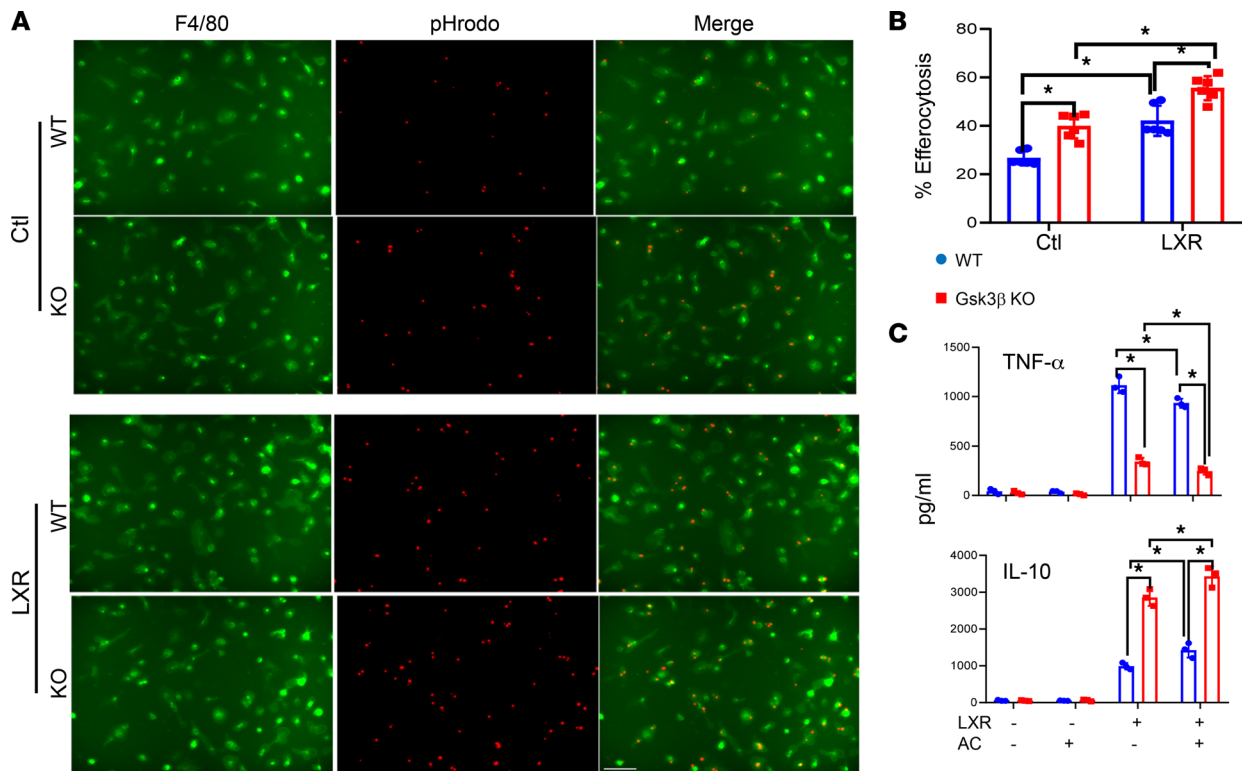 A
F4/80
pHrodo
Merge
Ctl
WT
KO
LXR
WT
KO
B
% Efferocytosis
80
60
40
20
0
*
*
*
*
Ctl
LXR
WT
Gsk3β KO
C
pg/ml
TNF-α
1500
1000
500
0
*
*
*
*
IL-10
4000
3000
2000
1000
0
*
*
*
*
LXR - - + +
AC - + - +